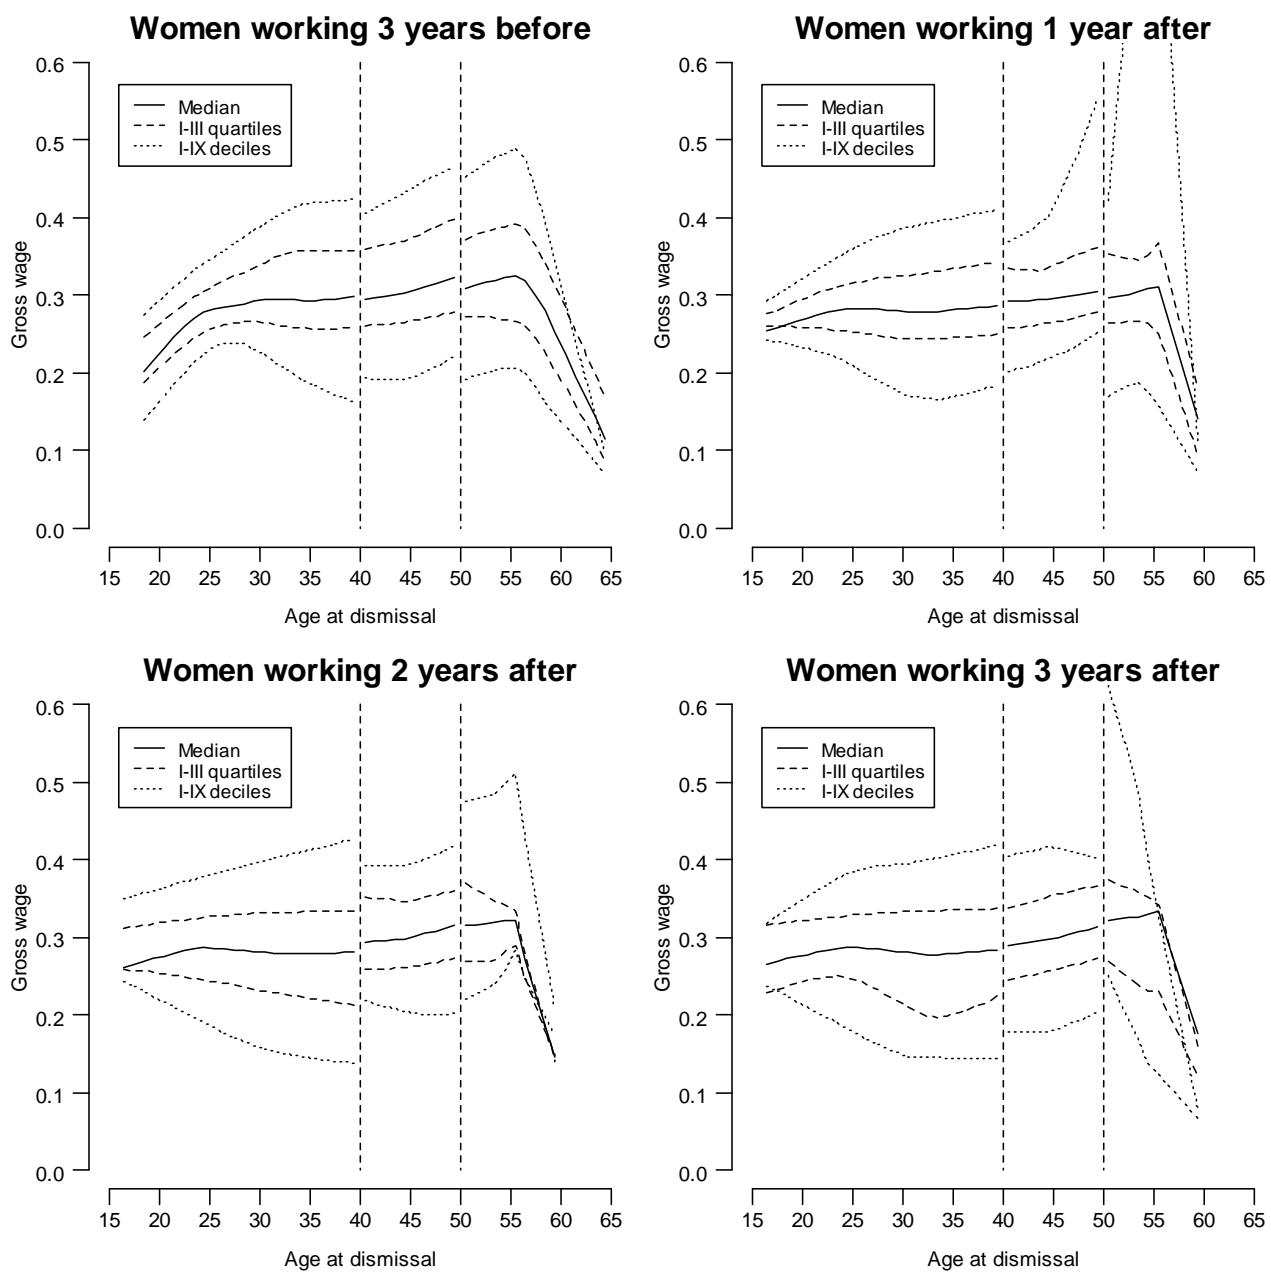 Women working 3 years before
0.6
0.5
0.4
0.3
0.2
0.1
0.0
Gross wage
Median
I-III quartiles
I-IX deciles
15 20 25 30 35 40 45 50 55 60 65
Age at dismissal
Women working 1 year after
0.6
0.5
0.4
0.3
0.2
0.1
0.0
Gross wage
Median
I-III quartiles
I-IX deciles
15 20 25 30 35 40 45 50 55 60 65
Age at dismissal
Women working 2 years after
0.6
0.5
0.4
0.3
0.2
0.1
0.0
Gross wage
Median
I-III quartiles
I-IX deciles
15 20 25 30 35 40 45 50 55 60 65
Age at dismissal
Women working 3 years after
0.6
0.5
0.4
0.3
0.2
0.1
0.0
Gross wage
Median
I-III quartiles
I-IX deciles
15 20 25 30 35 40 45 50 55 60 65
Age at dismissal